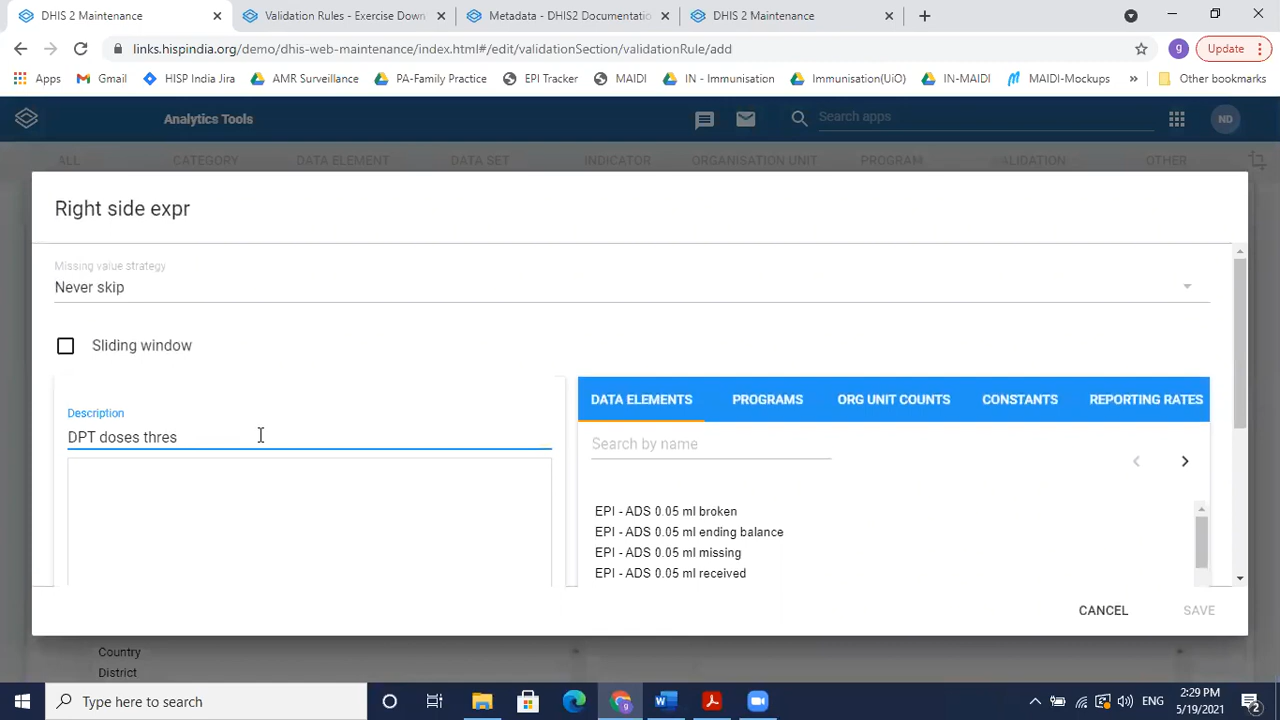 DHIS 2 Maintenance
Validation Rules - Exercise Down
Metadata - DHIS2 Documentatio
DHIS 2 Maintenance
links.hispindia.org/demo/dhis-web-maintenance/index.html#/edit/validationSection/validationRule/add
g
Update
Apps
Gmail
HISP India Jira
AMR Surveillance
PA-Family Practice
EPI Tracker
MAIDI
IN - Immunisation
Immunisation(UiO)
IN-MAIDI
MAIDI-Mockups
»
Other bookmarks
Analytics Tools
Search apps
ND
ALL
CATEGORY
DATA ELEMENT
DATA SET
INDICATOR
ORGANISATION UNIT
PROGRAM
VALIDATION
OTHER
Right side expr
Missing value strategy
Never skip
Sliding window
Description
DPT doses thres
DATA ELEMENTS
PROGRAMS
ORG UNIT COUNTS
CONSTANTS
REPORTING RATES
Search by name
EPI - ADS 0 05 ml broken
EPI - ADS 0.05 ml ending balance
EPI - ADS 0.05 ml missing
EPI - ADS 0.05 ml received
CANCEL
SAVE
Country
District
Type here to search
g
ENG
2:29 PM
5/19/2021
2